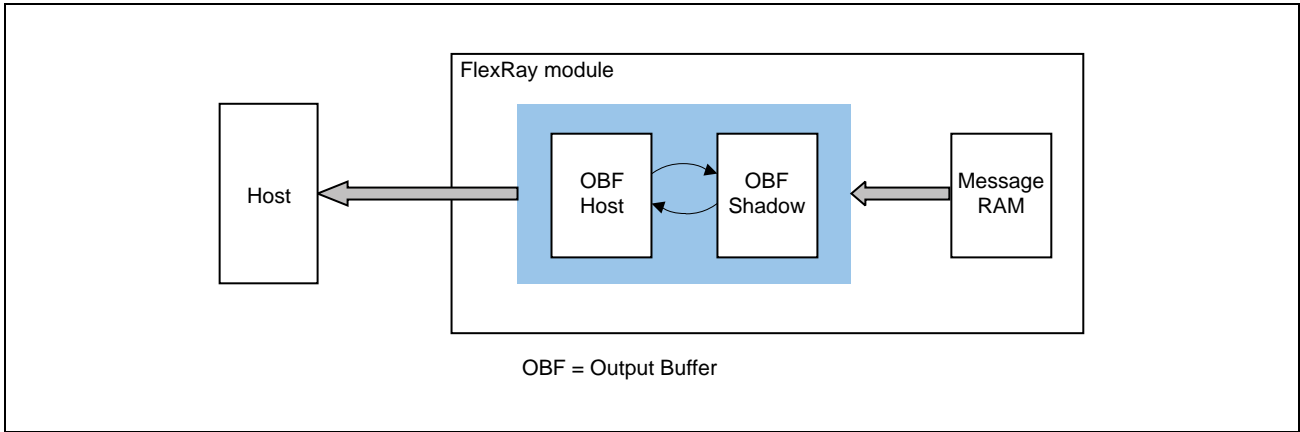 FlexRay module
Host
OBF
Host
OBF
Shadow
Message
RAM
OBF = Output Buffer